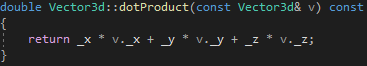 double Vector3d::dotProduct(const Vector3d& v) const
{
return _x * v._x + _y * v._y + _z * v._z;
}